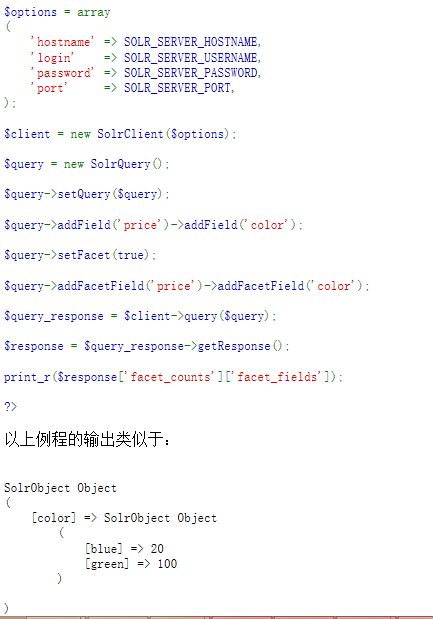 $options = array
(
    'hostname' => SOLR_SERVER_HOSTNAME,
    'login'    => SOLR_SERVER_USERNAME,
    'password' => SOLR_SERVER_PASSWORD,
    'port'     => SOLR_SERVER_PORT,
);
$client = new SolrClient($options);
$query = new SolrQuery();
$query->setQuery($query);
$query->addField('price')->addField('color');
$query->setFacet(true);
$query->addFacetField('price')->addFacetField('color');
$query_response = $client->query($query);
$response = $query_response->getResponse();
print_r($response['facet_counts']['facet_fields']);
?>
以上例程的输出类似于：
SolrObject Object
(
    [color] => SolrObject Object
        (
            [blue] => 20
            [green] => 100
        )
)